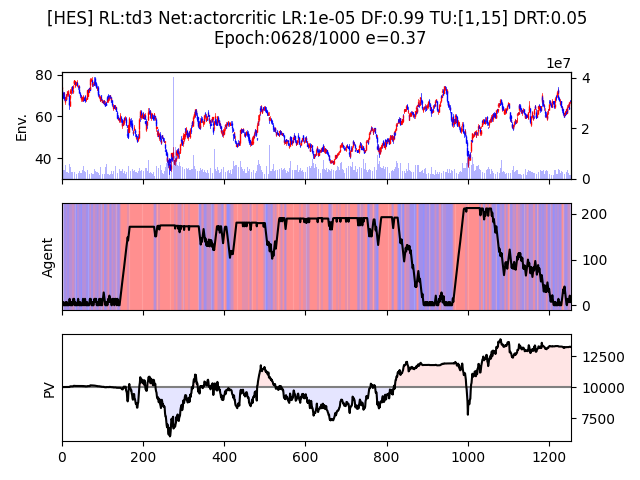 [HES] RL:td3 Net:actorcritic LR:1e-05 DF:0.99 TU:[1,15] DRT:0.05
Epoch:0628/1000 e=0.37
1e7
80
60
40
Env.
4
2
0
Agent
200
100
0
PV
12500
10000
7500
0 200 400 600 800 1000 1200